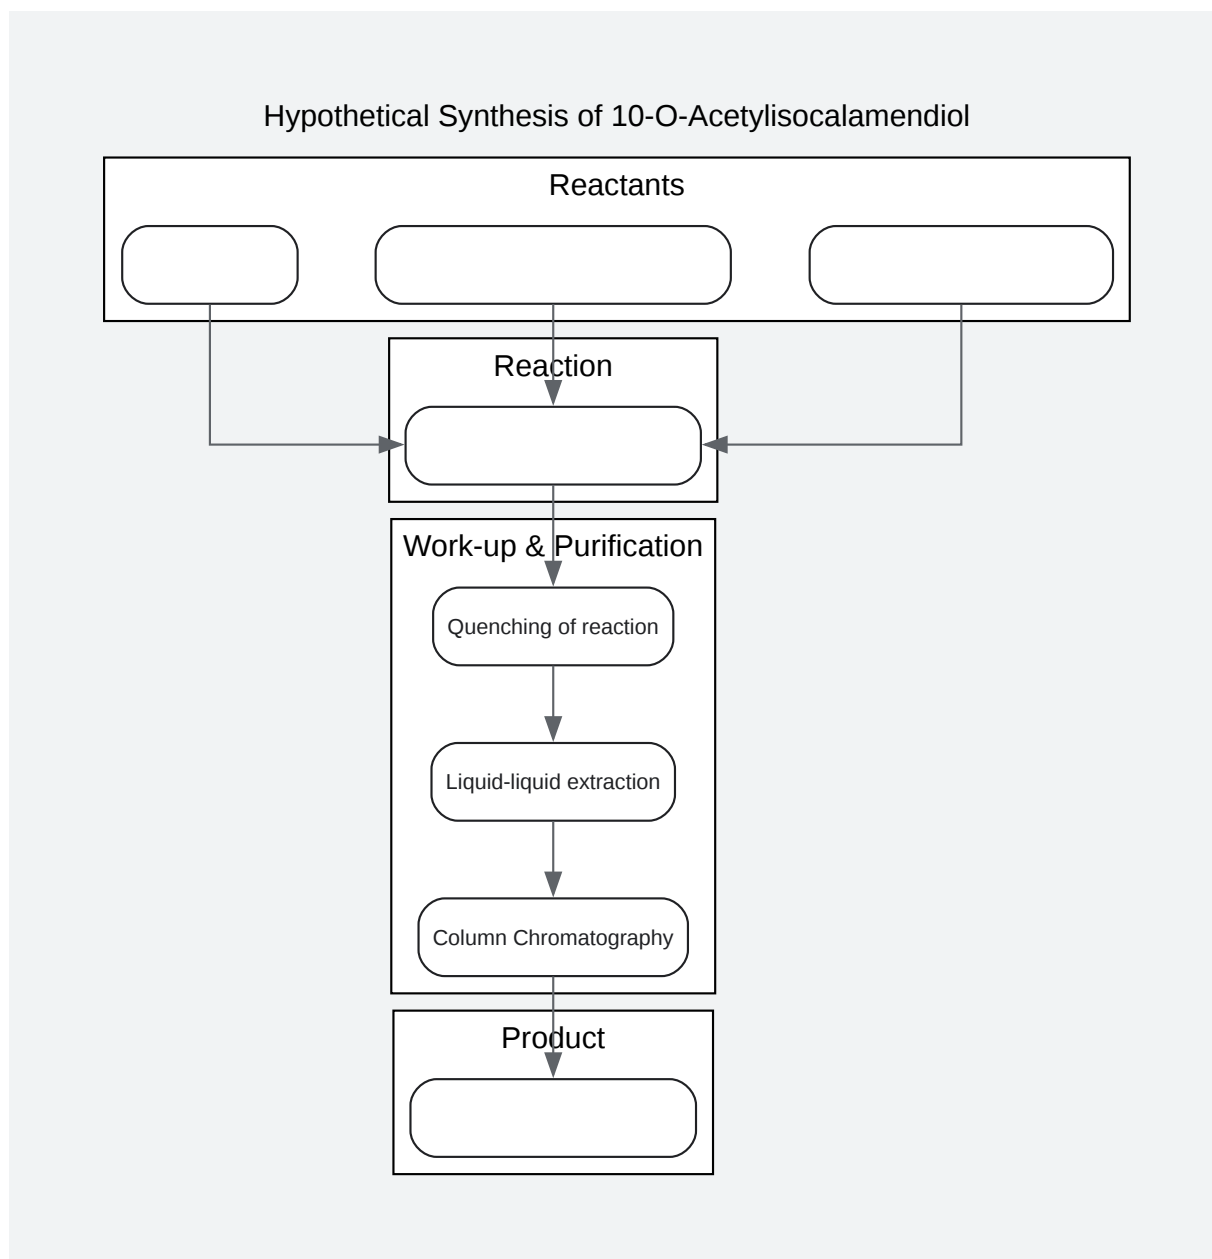 Hypothetical Synthesis of 10-O-Acetylisocalamendiol
Reactants
Reaction
Work-up & Purification
Quenching of reaction
Liquid-liquid extraction
Column Chromatography
Product